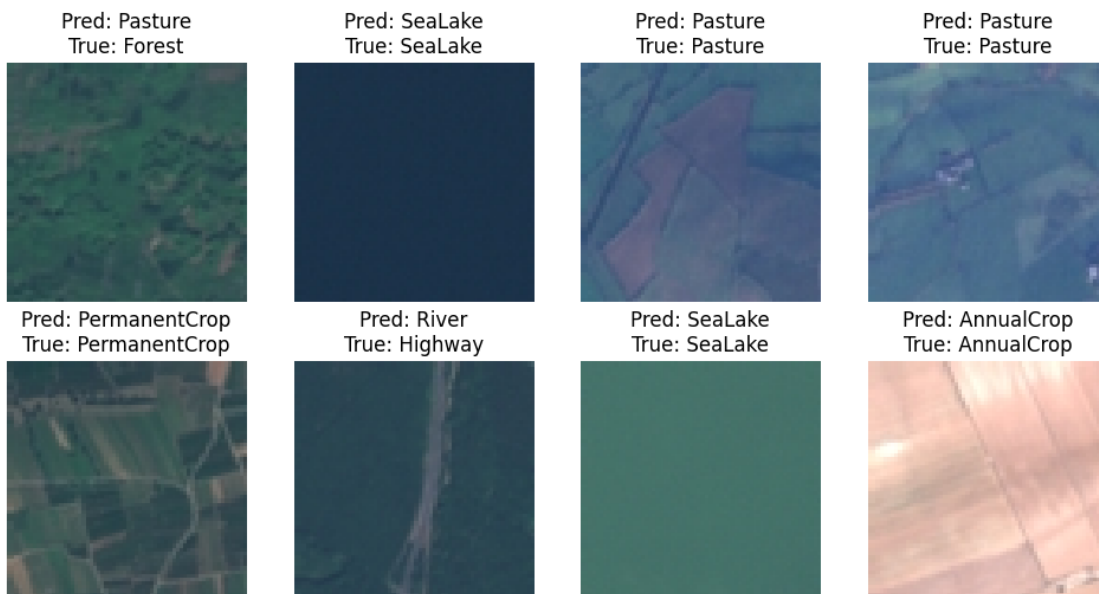 Pred: Pasture
True: Forest
Pred: SeaLake
True: SeaLake
Pred: Pasture
True: Pasture
Pred: Pasture
True: Pasture
Pred: PermanentCrop
True: PermanentCrop
Pred: River
True: Highway
Pred: SeaLake
True: SeaLake
Pred: AnnualCrop
True: AnnualCrop